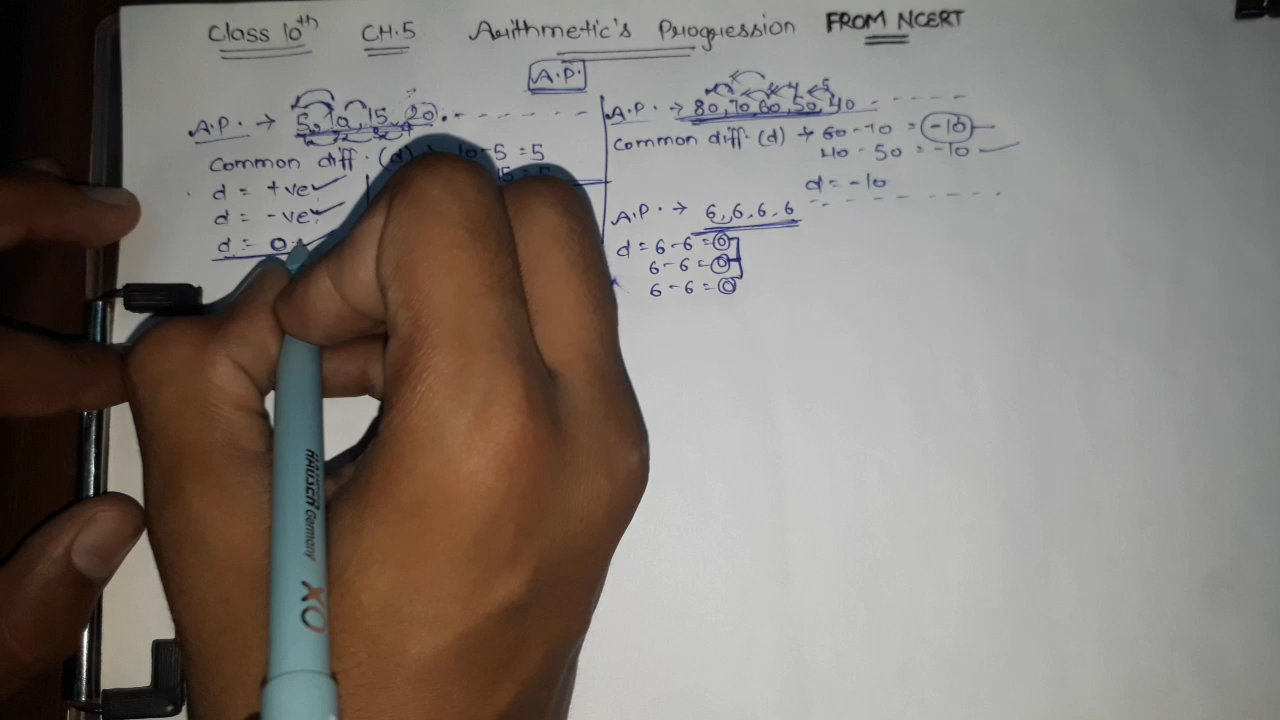 Class 10th CH.5 Arithmetic's Progression FROM NCERT
A.P.
A.P. → 5, 10, 15, 20.
Common diff. (d) 10-5 =5
d = +ve
d = -ve
d = 0
A.P. → 80, 70, 60, 50, 40
Common diff. (d) → 60-70 = -10
40 - 50 = -10
d = -10
A.P. → 6, 6, 6, 6
d = 6-6 = 0
6-6 = 0
6-6 = 0
HAUSER Germany
XO